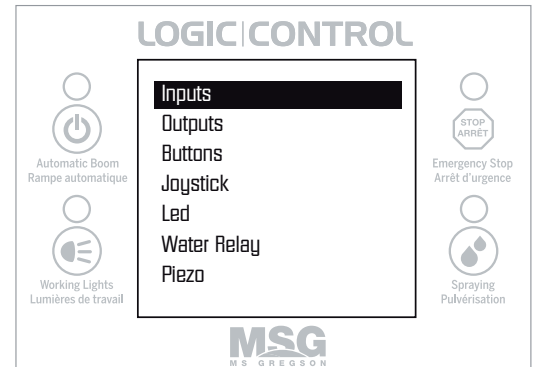 LOGIC|CONTROL
Inputs
Outputs
Buttons
Joystick
Led
Water Relay
Piezo
Automatic Boom
Rampe automatique
Working Lights
Lumières de travail
STOP
ARRÊT
Emergency Stop
Arrêt d'urgence
Spraying
Pulvérisation
MSG
MS GREGSON